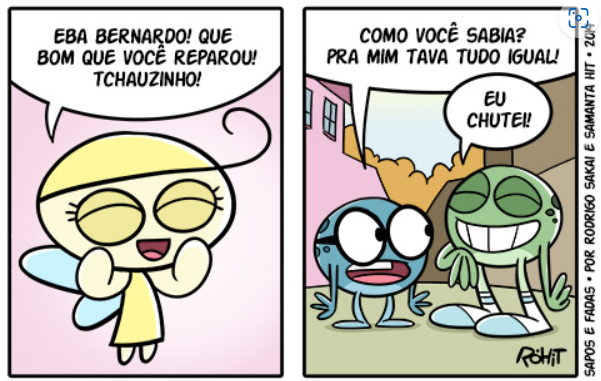 EBA BERNARDO! QUE
BOM QUE VOCÊ REPAROU!
TCHAUZINHO!
COMO VOCÊ SABIA?
PRA MIM TAVA TUDO IGUAL!
EU
CHUTEI!
RÖHIT
SAPOS E FADAS • POR RODRIGO SAKAI E SAMANTA HIT • 2014